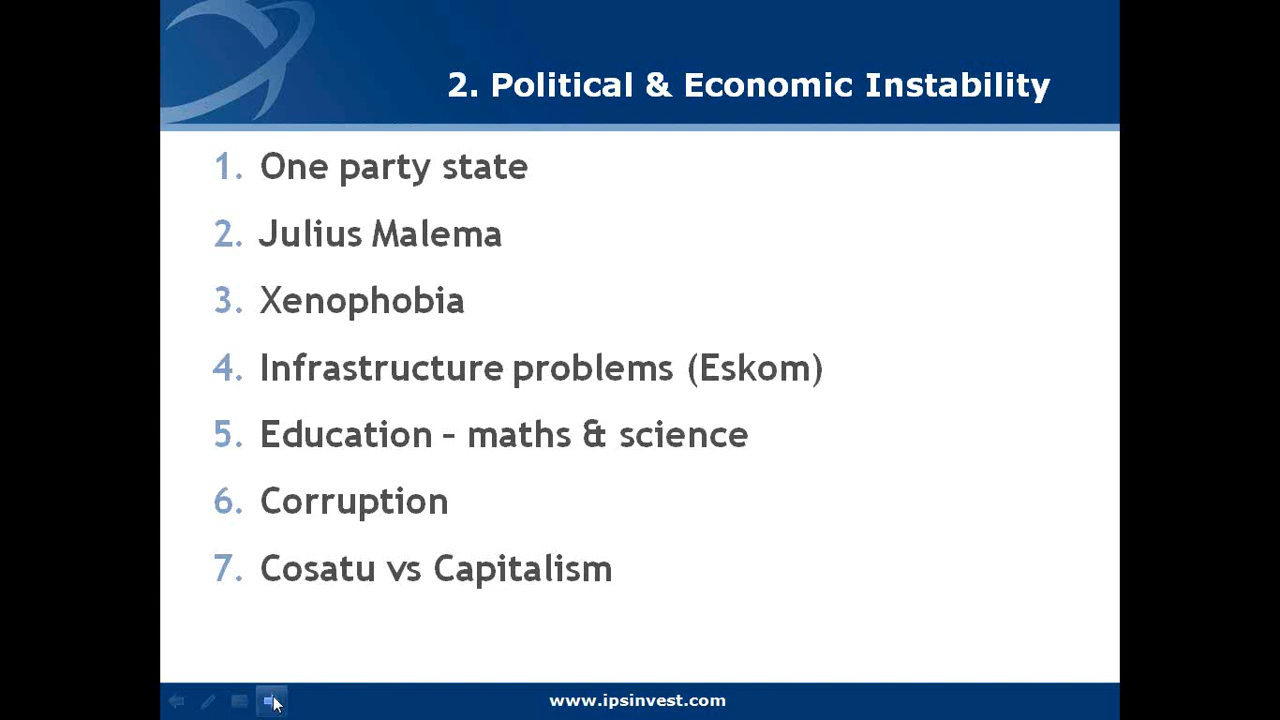 2. Political & Economic Instability
1. One party state
2. Julius Malema
3. Xenophobia
4. Infrastructure problems (Eskom)
5. Education – maths & science
6. Corruption
7. Cosatu vs Capitalism
www.ipsinvest.com